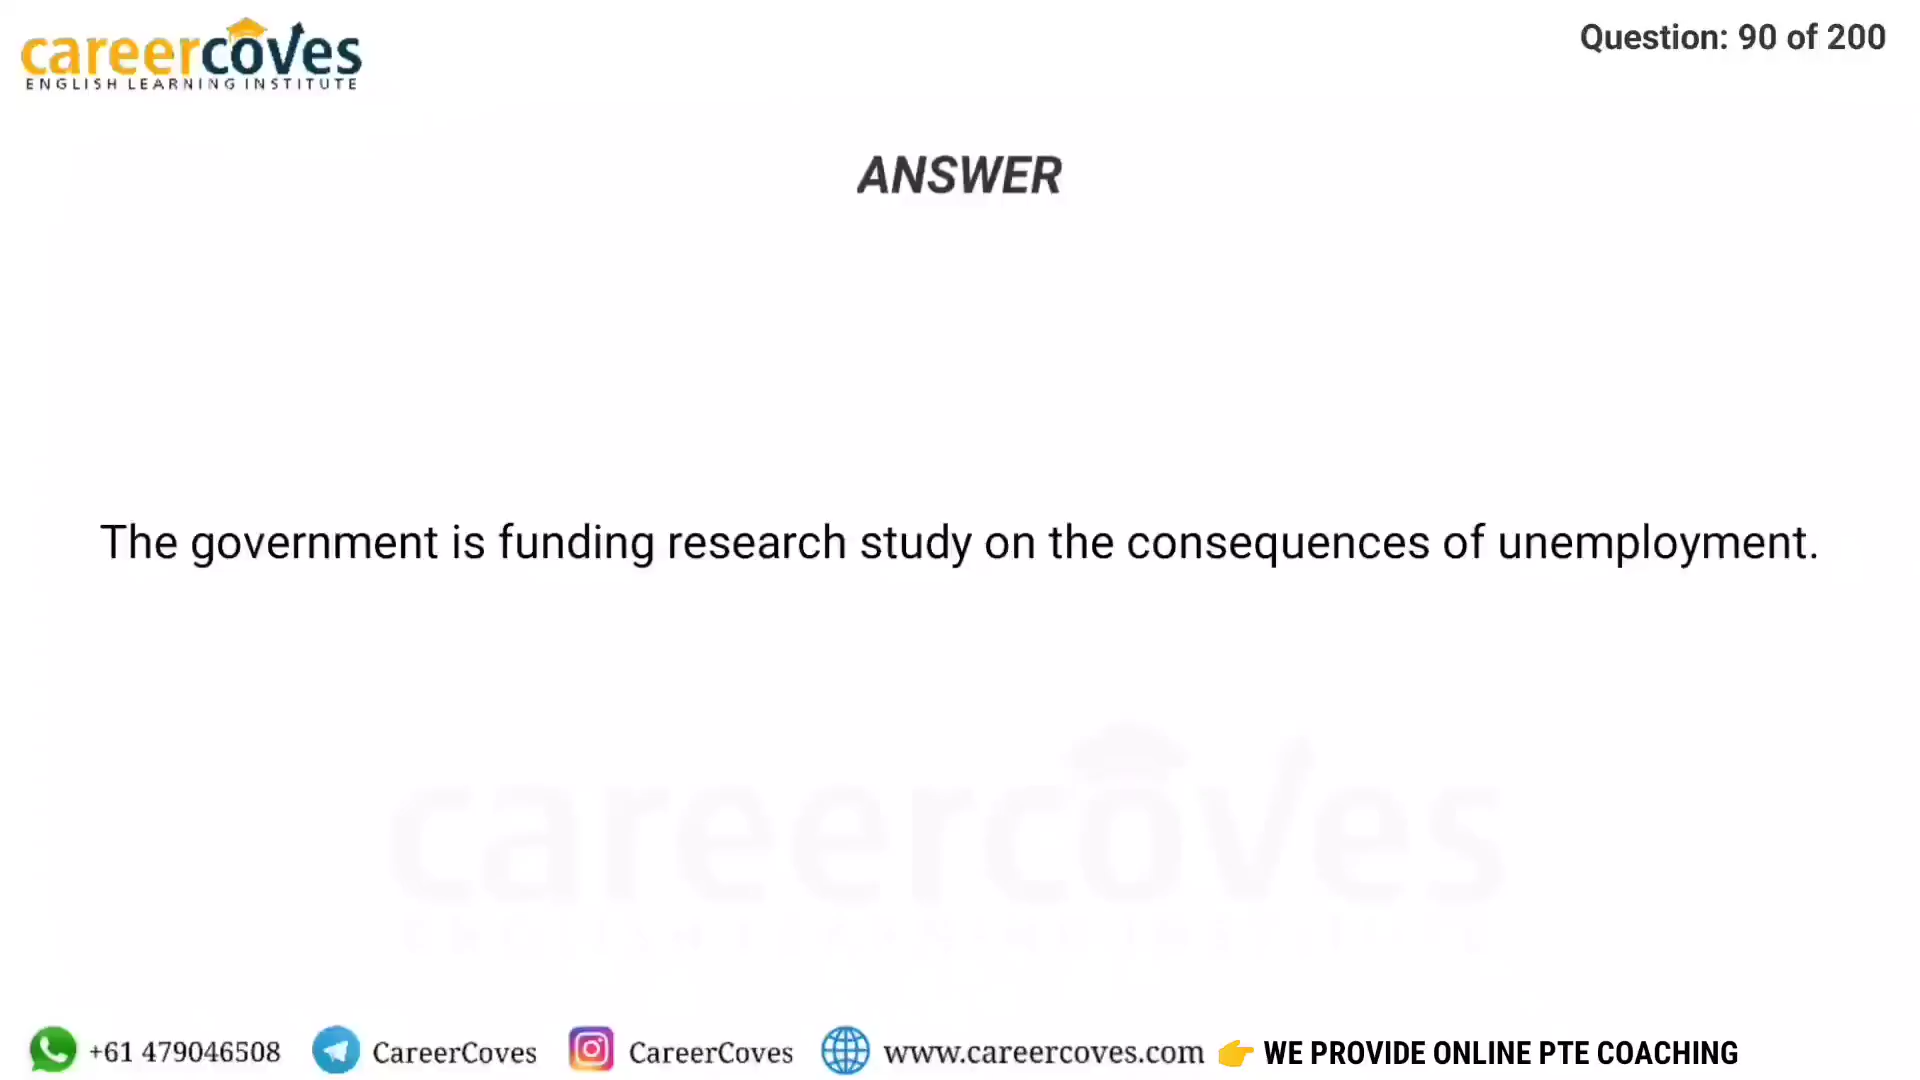 careercoves
ENGLISH LEARNING INSTITUTE
Question: 90 of 200
ANSWER
The government is funding research study on the consequences of unemployment.
careercoves
+61 479046508 CareerCoves CareerCoves www.careercoves.com 👉 WE PROVIDE ONLINE PTE COACHING